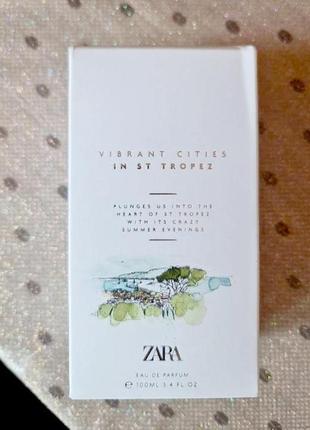 VIBRANT CITIES
IN ST TROPEZ
PLUNGES US INTO THE
HEART OF ST TROPEZ
WITH ITS CRAZY
SUMMER EVENINGS
ZARA
EAU DE PARFUM
℮ 100ML 3.4 FL.OZ